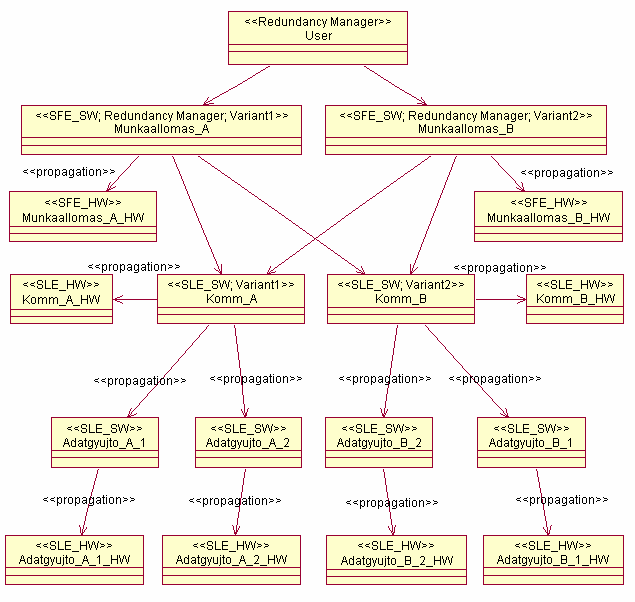 <<Redundancy Manager>>
User
<<SFE_SW; Redundancy Manager; Variant1>>
Munkaallomas_A
<<SFE_SW; Redundancy Manager; Variant2>>
Munkaallomas_B
<<propagation>>
<<propagation>>
<<SFE_HW>>
Munkaallomas_A_HW
<<SFE_HW>>
Munkaallomas_B_HW
<<propagation>>
<<propagation>>
<<SLE_HW>>
Komm_A_HW
<<SLE_SW; Variant1>>
Komm_A
<<SLE_SW; Variant2>>
Komm_B
<<SLE_HW>>
Komm_B_HW
<<propagation>>
<<propagation>>
<<propagation>>
<<propagation>>
<<SLE_SW>>
Adatgyujto_A_1
<<SLE_SW>>
Adatgyujto_A_2
<<SLE_SW>>
Adatgyujto_B_2
<<SLE_SW>>
Adatgyujto_B_1
<<propagation>>
<<propagation>>
<<propagation>>
<<propagation>>
<<SLE_HW>>
Adatgyujto_A_1_HW
<<SLE_HW>>
Adatgyujto_A_2_HW
<<SLE_HW>>
Adatgyujto_B_2_HW
<<SLE_HW>>
Adatgyujto_B_1_HW